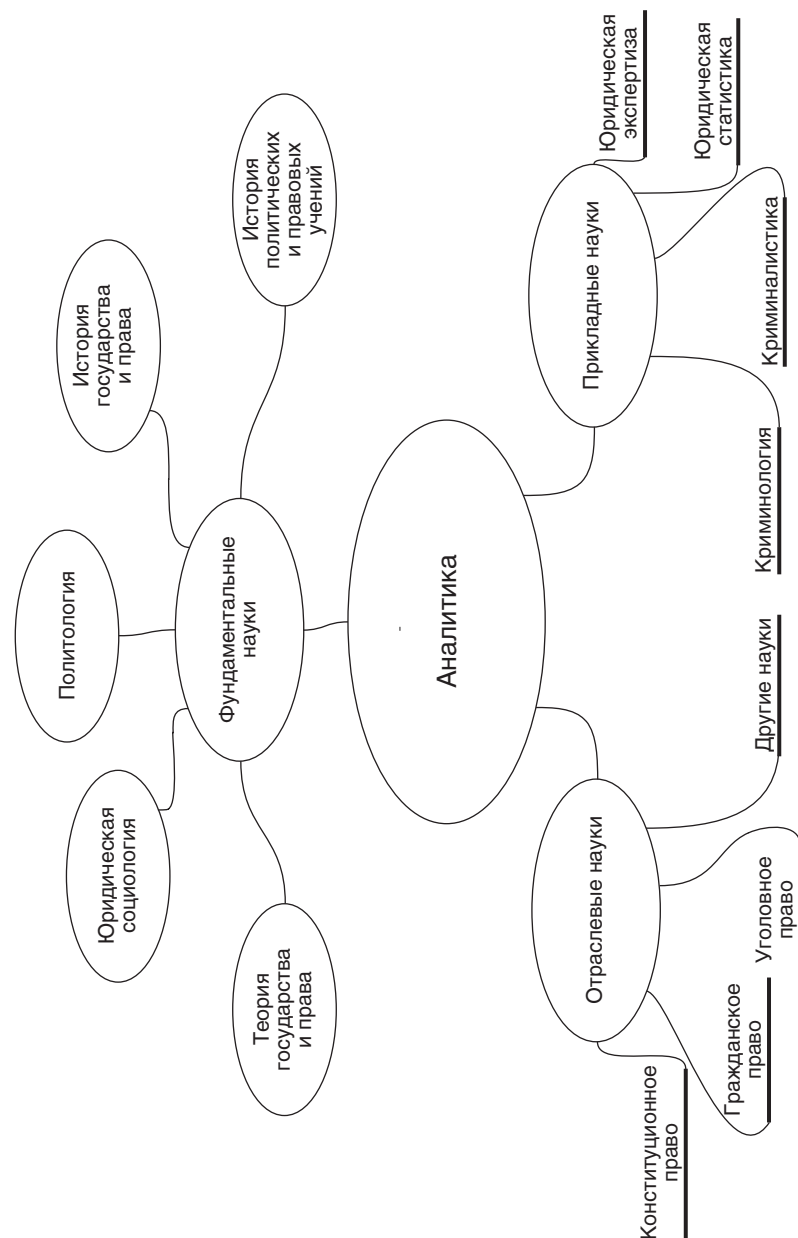 Политология
Юридическая
социология
История
государства
и права
Теория
государства
и права
Фундаментальные
науки
История
политических
и правовых
учений
Аналитика
Отраслевые науки
Прикладные науки
Конституционное
право
Гражданское
право
Уголовное
право
Другие науки
Криминология
Криминалистика
Юридическая
статистика
Юридическая
экспертиза